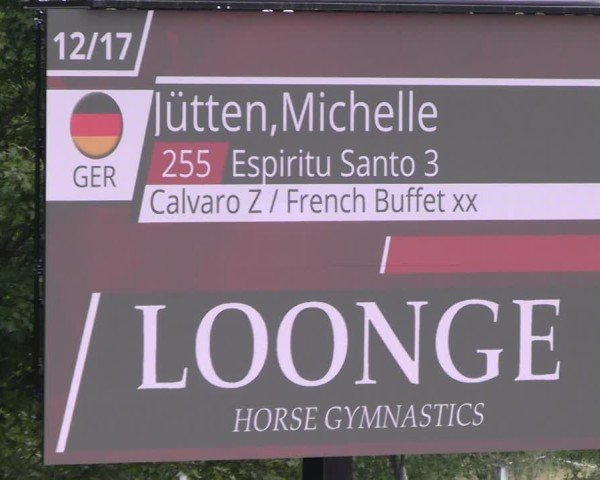 12/17
Jütten,Michelle
GER
255 Espiritu Santo 3
Calvaro Z / French Buffet xx
LOONGE
HORSE GYMNASTICS